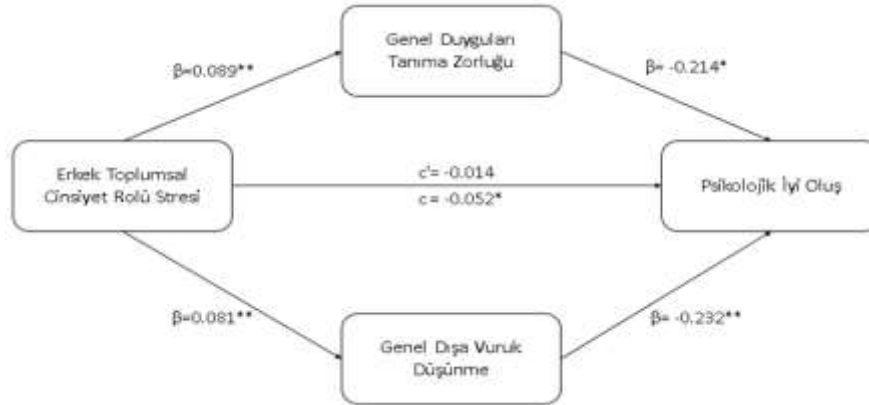 Genel Duyguları
Tanıma Zorluğu
β=0.089**
β= -0.214*
Erkek Toplumsal
Cinsiyet Rolü Stresi
c'= -0.014
c = -0.052*
Psikolojik İyi Oluş
β=0.081**
β= -0.232**
Genel Dışa Vuruk
Düşünme